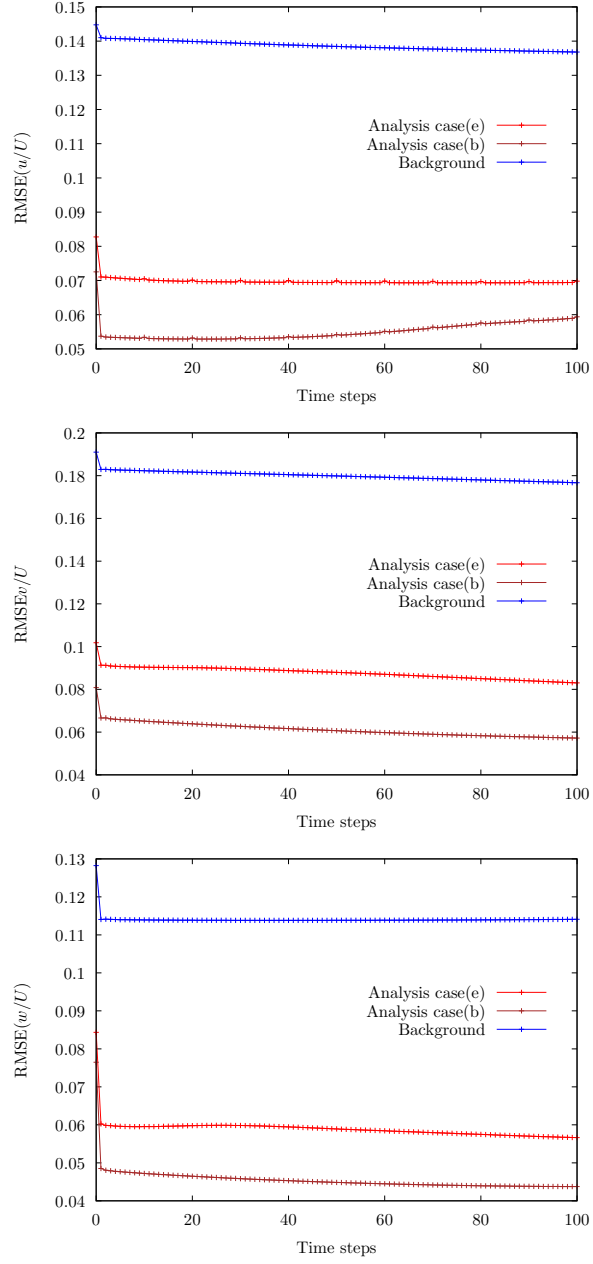 0.15
0.14
0.13
0.12
0.11
0.1
0.09
0.08
0.07
0.06
0.05
RMSE(u/U)
Analysis case(e)
Analysis case(b)
Background
0 20 40 60 80 100
Time steps
0.2
0.18
0.16
0.14
0.12
0.1
0.08
0.06
0.04
RMSEv/U
Analysis case(e)
Analysis case(b)
Background
0 20 40 60 80 100
Time steps
0.13
0.12
0.11
0.1
0.09
0.08
0.07
0.06
0.05
0.04
RMSE(w/U)
Analysis case(e)
Analysis case(b)
Background
0 20 40 60 80 100
Time steps